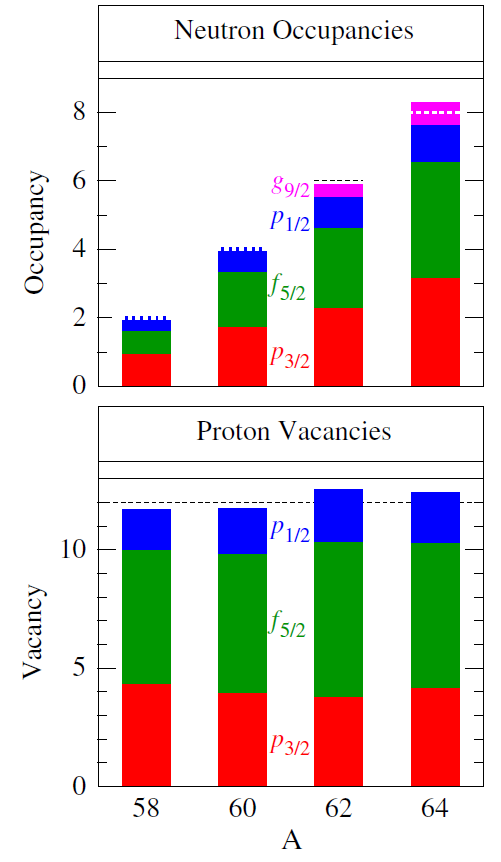 Neutron Occupancies
Occupancy
8
6
4
2
0
g9/2
p1/2
f5/2
p3/2
Proton Vacancies
Vacancy
10
5
0
p1/2
f5/2
p3/2
58 60 62 64
A